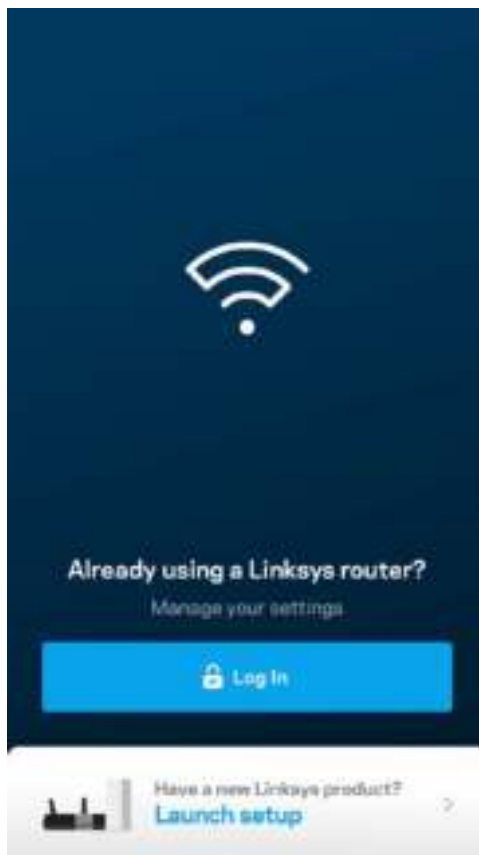 Already using a Linksys router?
Manage your settings
Log In
Have a new Linksys product?
Launch setup